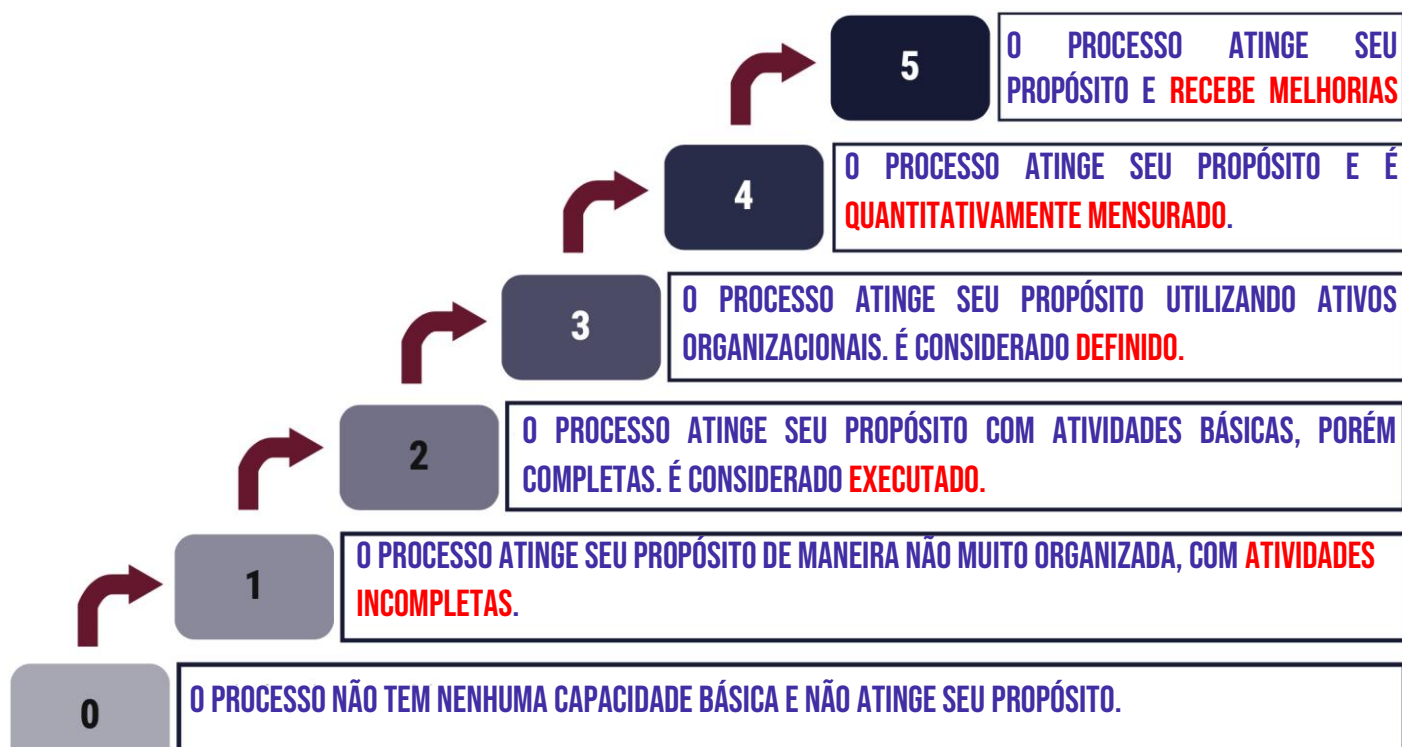 5
O PROCESSO ATINGE SEU
PROPÓSITO E RECEBE MELHORIAS
4
O PROCESSO ATINGE SEU PROPÓSITO E É
QUANTITATIVAMENTE MENSURADO.
3
O PROCESSO ATINGE SEU PROPÓSITO UTILIZANDO ATIVOS
ORGANIZACIONAIS. É CONSIDERADO DEFINIDO.
2
O PROCESSO ATINGE SEU PROPÓSITO COM ATIVIDADES BÁSICAS, PORÉM
COMPLETAS. É CONSIDERADO EXECUTADO.
1
O PROCESSO ATINGE SEU PROPÓSITO DE MANEIRA NÃO MUITO ORGANIZADA, COM ATIVIDADES
INCOMPLETAS.
0
O PROCESSO NÃO TEM NENHUMA CAPACIDADE BÁSICA E NÃO ATINGE SEU PROPÓSITO.